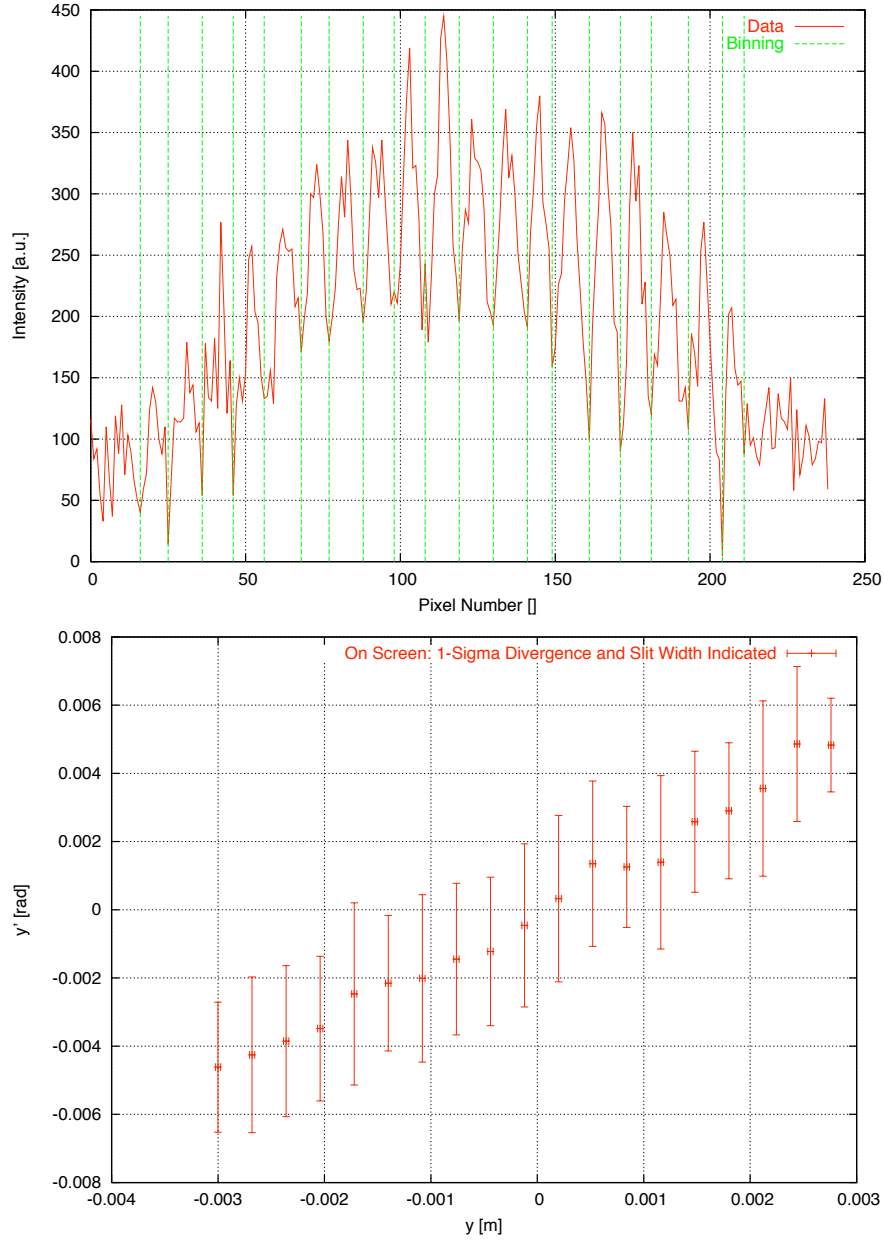 450
400
350
300
250
200
150
100
50
0
Intensity [a.u.]
Data
Binning
0 50 100 150 200 250
Pixel Number []
0.008
0.006
0.004
0.002
0
-0.002
-0.004
-0.006
-0.008
y' [rad]
On Screen: 1-Sigma Divergence and Slit Width Indicated
-0.004 -0.003 -0.002 -0.001 0 0.001 0.002 0.003
y [m]